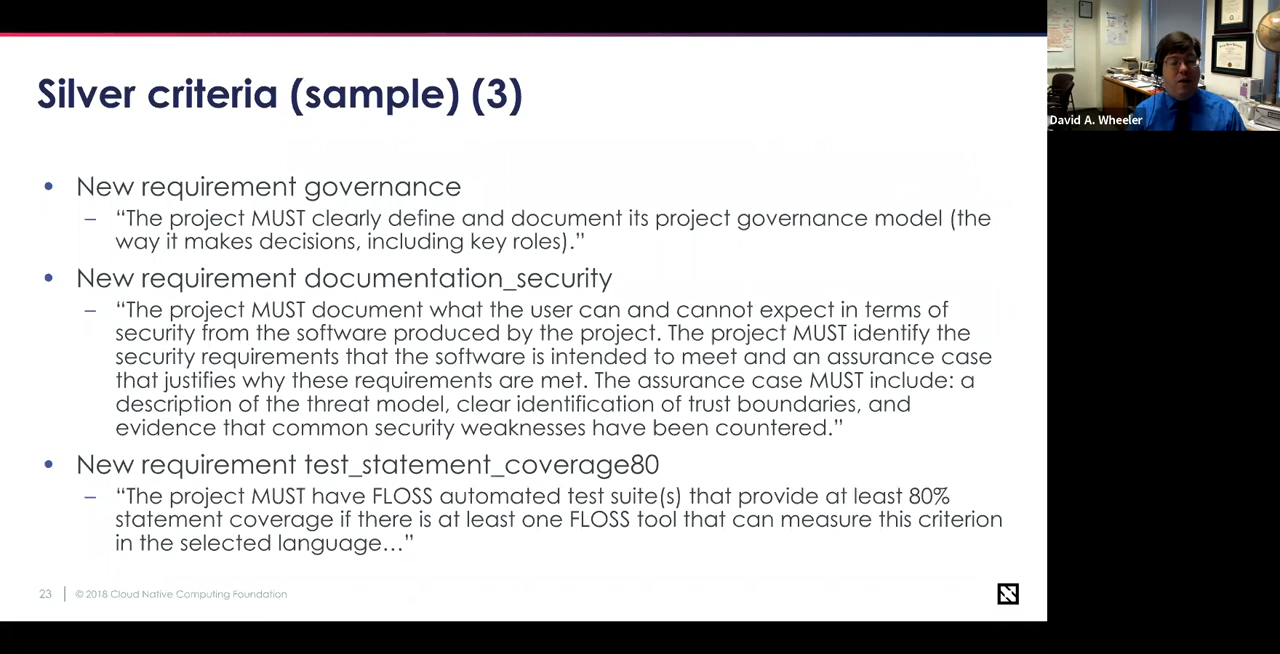 Silver criteria (sample) (3)
David A. Wheeler
• New requirement governance
– “The project MUST clearly define and document its project governance model (the
way it makes decisions, including key roles).”
• New requirement documentation_security
– “The project MUST document what the user can and cannot expect in terms of
security from the software produced by the project. The project MUST identify the
security requirements that the software is intended to meet and an assurance case
that justifies why these requirements are met. The assurance case MUST include: a
description of the threat model, clear identification of trust boundaries, and
evidence that common security weaknesses have been countered.”
• New requirement test_statement_coverage80
– “The project MUST have FLOSS automated test suite(s) that provide at least 80%
statement coverage if there is at least one FLOSS tool that can measure this criterion
in the selected language…”
23 | © 2018 Cloud Native Computing Foundation